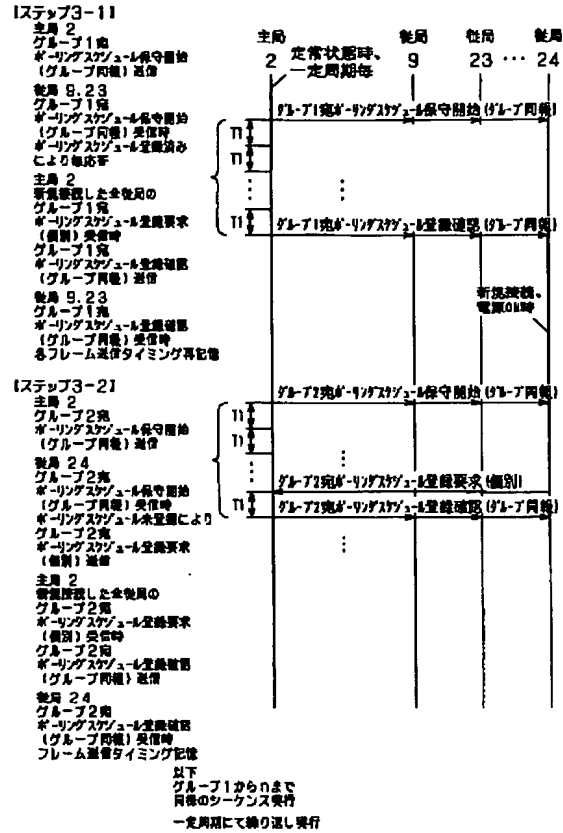 [ステップ3-1]
主局 2
グループ1宛
ポーリングスケジュール保守開始
(グループ同報) 送信
従局 9.23
グループ1宛
ポーリングスケジュール保守開始
(グループ同報) 受信時
ポーリングスケジュール登録済み
により無応答
主局 2
新規接続した全従局の
グループ1宛
ポーリングスケジュール登録要求
(個別) 受信時
グループ1宛
ポーリングスケジュール登録確認
(グループ同報) 送信
従局 9.23
グループ1宛
ポーリングスケジュール登録確認
(グループ同報) 受信時
各フレーム送信タイミング再記憶
主局 従局 従局 従局
2 9 23 … 24
定常状態時、
一定周期毎
グループ1宛ポーリングスケジュール保守開始 (グループ同報)
T1
T1
T1
グループ1宛ポーリングスケジュール登録確認 (グループ同報)
新規接続、
電源ON時
[ステップ3-2]
主局 2
グループ2宛
ポーリングスケジュール保守開始
(グループ同報) 送信
従局 24
グループ2宛
ポーリングスケジュール保守開始
(グループ同報) 受信時
ポーリングスケジュール未登録により
グループ2宛
ポーリングスケジュール登録要求
(個別) 送信
主局 2
新規接続した全従局の
グループ2宛
ポーリングスケジュール登録要求
(個別) 受信時
グループ2宛
ポーリングスケジュール登録確認
(グループ同報) 送信
従局 24
グループ2宛
ポーリングスケジュール登録確認
(グループ同報) 受信時
フレーム送信タイミング記憶
グループ2宛ポーリングスケジュール保守開始 (グループ同報)
T1
T1
グループ2宛ポーリングスケジュール登録要求 (個別)
T1
グループ2宛ポーリングスケジュール登録確認 (グループ同報)
以下
グループ1からnまで
同様のシーケンス実行
一定周期にて繰り返し実行